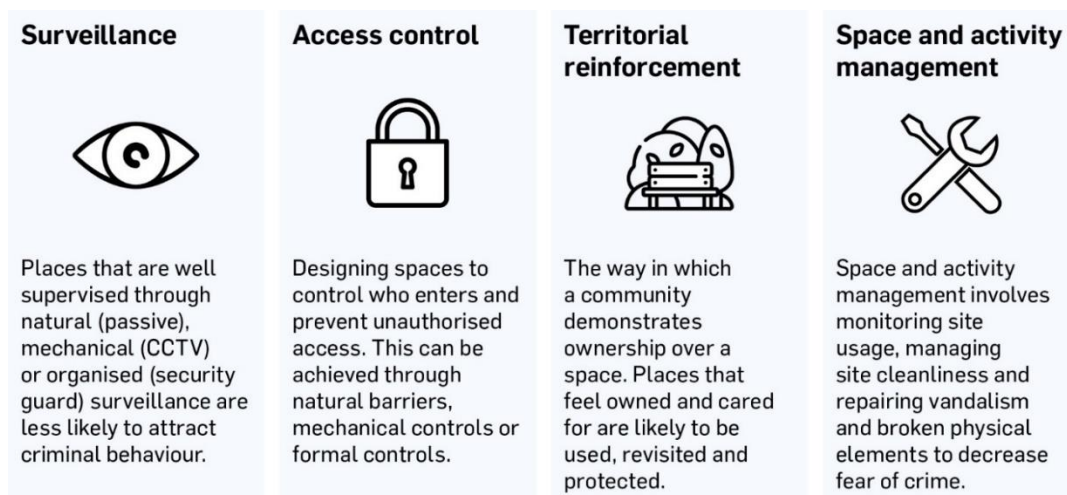 Surveillance
Places that are well
supervised through
natural (passive),
mechanical (CCTV)
or organised (security
guard) surveillance are
less likely to attract
criminal behaviour.
Access control
Designing spaces to
control who enters and
prevent unauthorised
access. This can be
achieved through
natural barriers,
mechanical controls or
formal controls.
Territorial
reinforcement
The way in which
a community
demonstrates
ownership over a
space. Places that
feel owned and cared
for are likely to be
used, revisited and
protected.
Space and activity
management
Space and activity
management involves
monitoring site
usage, managing
site cleanliness and
repairing vandalism
and broken physical
elements to decrease
fear of crime.